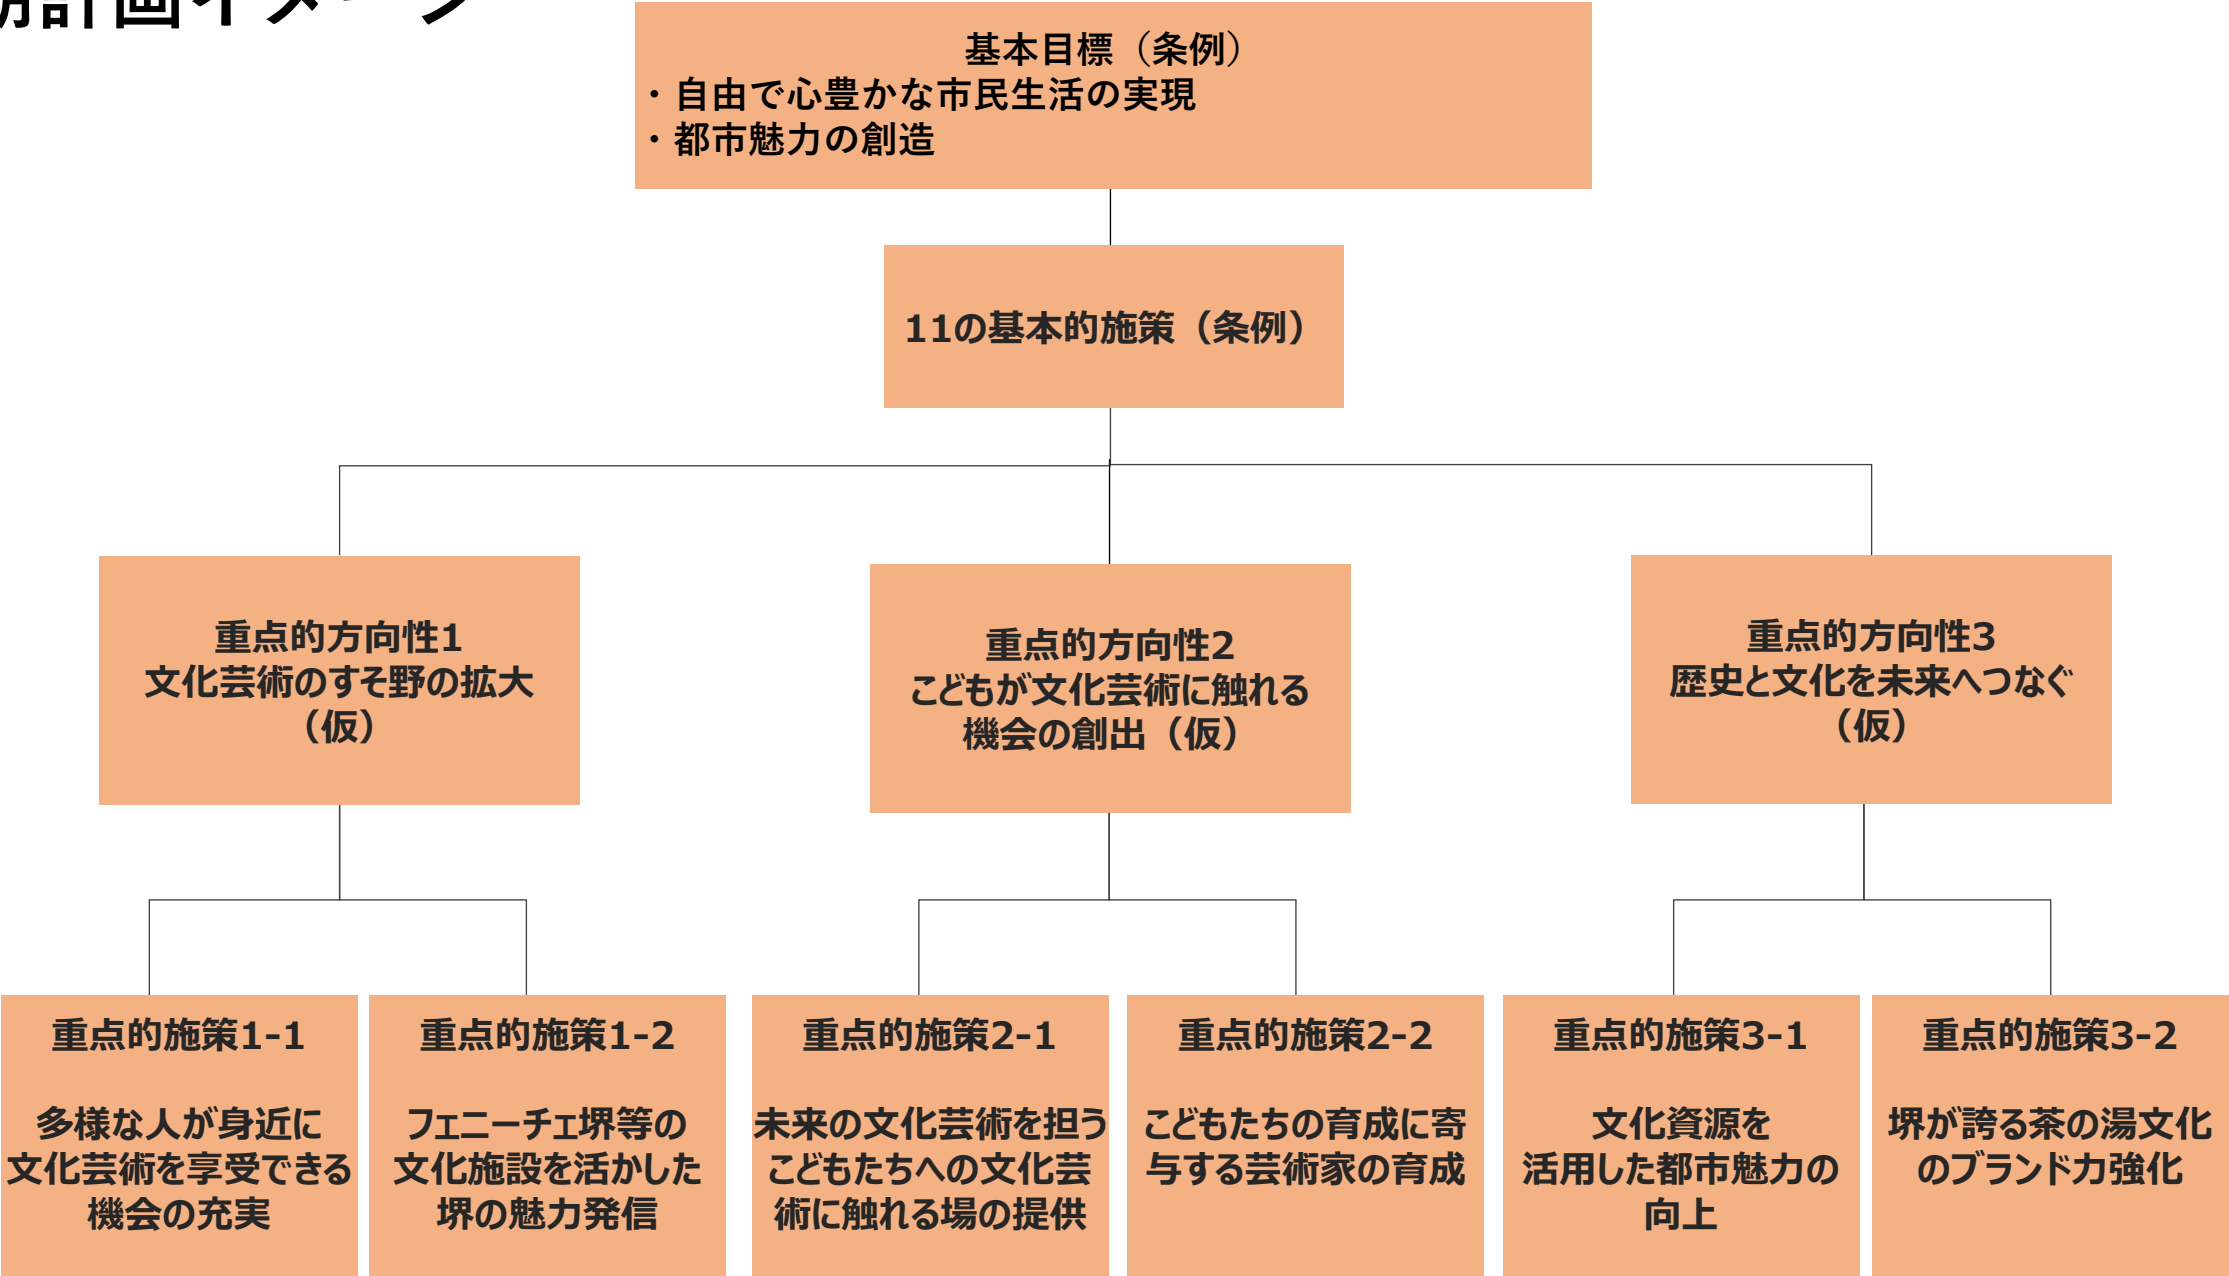 期計画イメージ
基本目標（条例）
・自由で心豊かな市民生活の実現
・都市魅力の創造
11の基本的施策（条例）
重点的方向性1
文化芸術のすそ野の拡大
（仮）
重点的方向性2
こどもが文化芸術に触れる
機会の創出（仮）
重点的方向性3
歴史と文化を未来へつなぐ
（仮）
重点的施策1-1
多様な人が身近に
文化芸術を享受できる
機会の充実
重点的施策1-2
フェニーチェ堺等の
文化施設を活かした
堺の魅力発信
重点的施策2-1
未来の文化芸術を担う
こどもたちへの文化芸
術に触れる場の提供
重点的施策2-2
こどもたちの育成に寄
与する芸術家の育成
重点的施策3-1
文化資源を
活用した都市魅力の
向上
重点的施策3-2
堺が誇る茶の湯文化
のブランド力強化